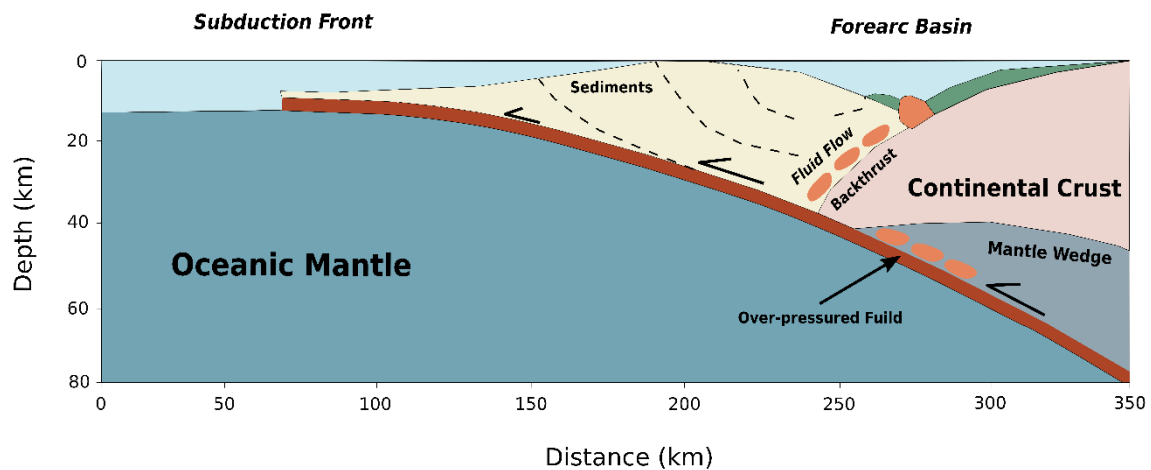 Subduction Front
Forearc Basin
0
20
40
60
80
Depth (km)
Sediments
Fluid Flow
Backthrust
Continental Crust
Oceanic Mantle
Mantle Wedge
Over-pressured Fuild
0
50
100
150
200
250
300
350
Distance (km)